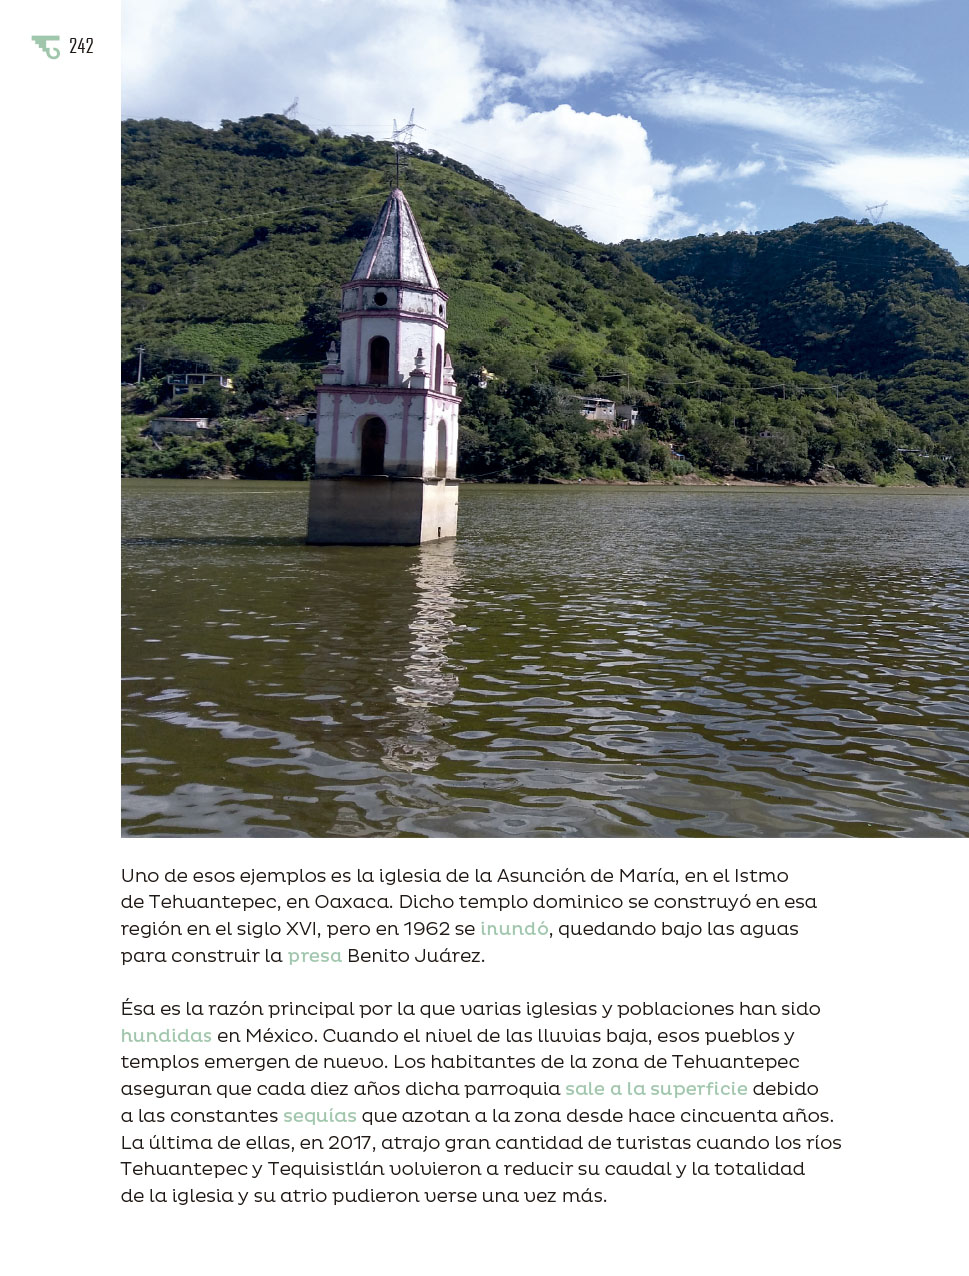 242
Uno de esos ejemplos es la iglesia de la Asunción de María, en el Istmo
de Tehuantepec, en Oaxaca. Dicho templo dominico se construyó en esa
región en el siglo XVI, pero en 1962 se inundó, quedando bajo las aguas
para construir la presa Benito Juárez.
Ésa es la razón principal por la que varias iglesias y poblaciones han sido
hundidas en México. Cuando el nivel de las lluvias baja, esos pueblos y
templos emergen de nuevo. Los habitantes de la zona de Tehuantepec
aseguran que cada diez años dicha parroquia sale a la superficie debido
a las constantes sequías que azotan a la zona desde hace cincuenta años.
La última de ellas, en 2017, atrajo gran cantidad de turistas cuando los ríos
Tehuantepec y Tequisistlán volvieron a reducir su caudal y la totalidad
de la iglesia y su atrio pudieron verse una vez más.